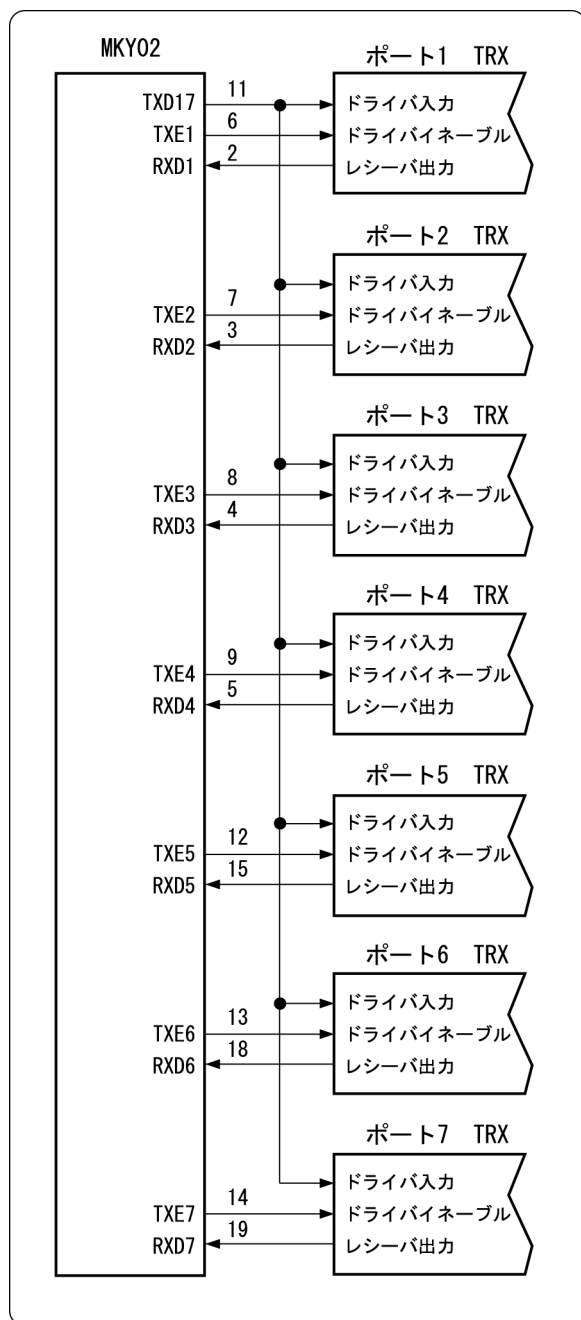 MKY02
ポート1 TRX
TXD17 11 ドライバ入力
TXE1 6 ドライバイネーブル
RXD1 2 レシーバ出力
ポート2 TRX
ドライバ入力
TXE2 7 ドライバイネーブル
RXD2 3 レシーバ出力
ポート3 TRX
ドライバ入力
TXE3 8 ドライバイネーブル
RXD3 4 レシーバ出力
ポート4 TRX
ドライバ入力
TXE4 9 ドライバイネーブル
RXD4 5 レシーバ出力
ポート5 TRX
ドライバ入力
TXE5 12 ドライバイネーブル
RXD5 15 レシーバ出力
ポート6 TRX
ドライバ入力
TXE6 13 ドライバイネーブル
RXD6 18 レシーバ出力
ポート7 TRX
ドライバ入力
TXE7 14 ドライバイネーブル
RXD7 19 レシーバ出力